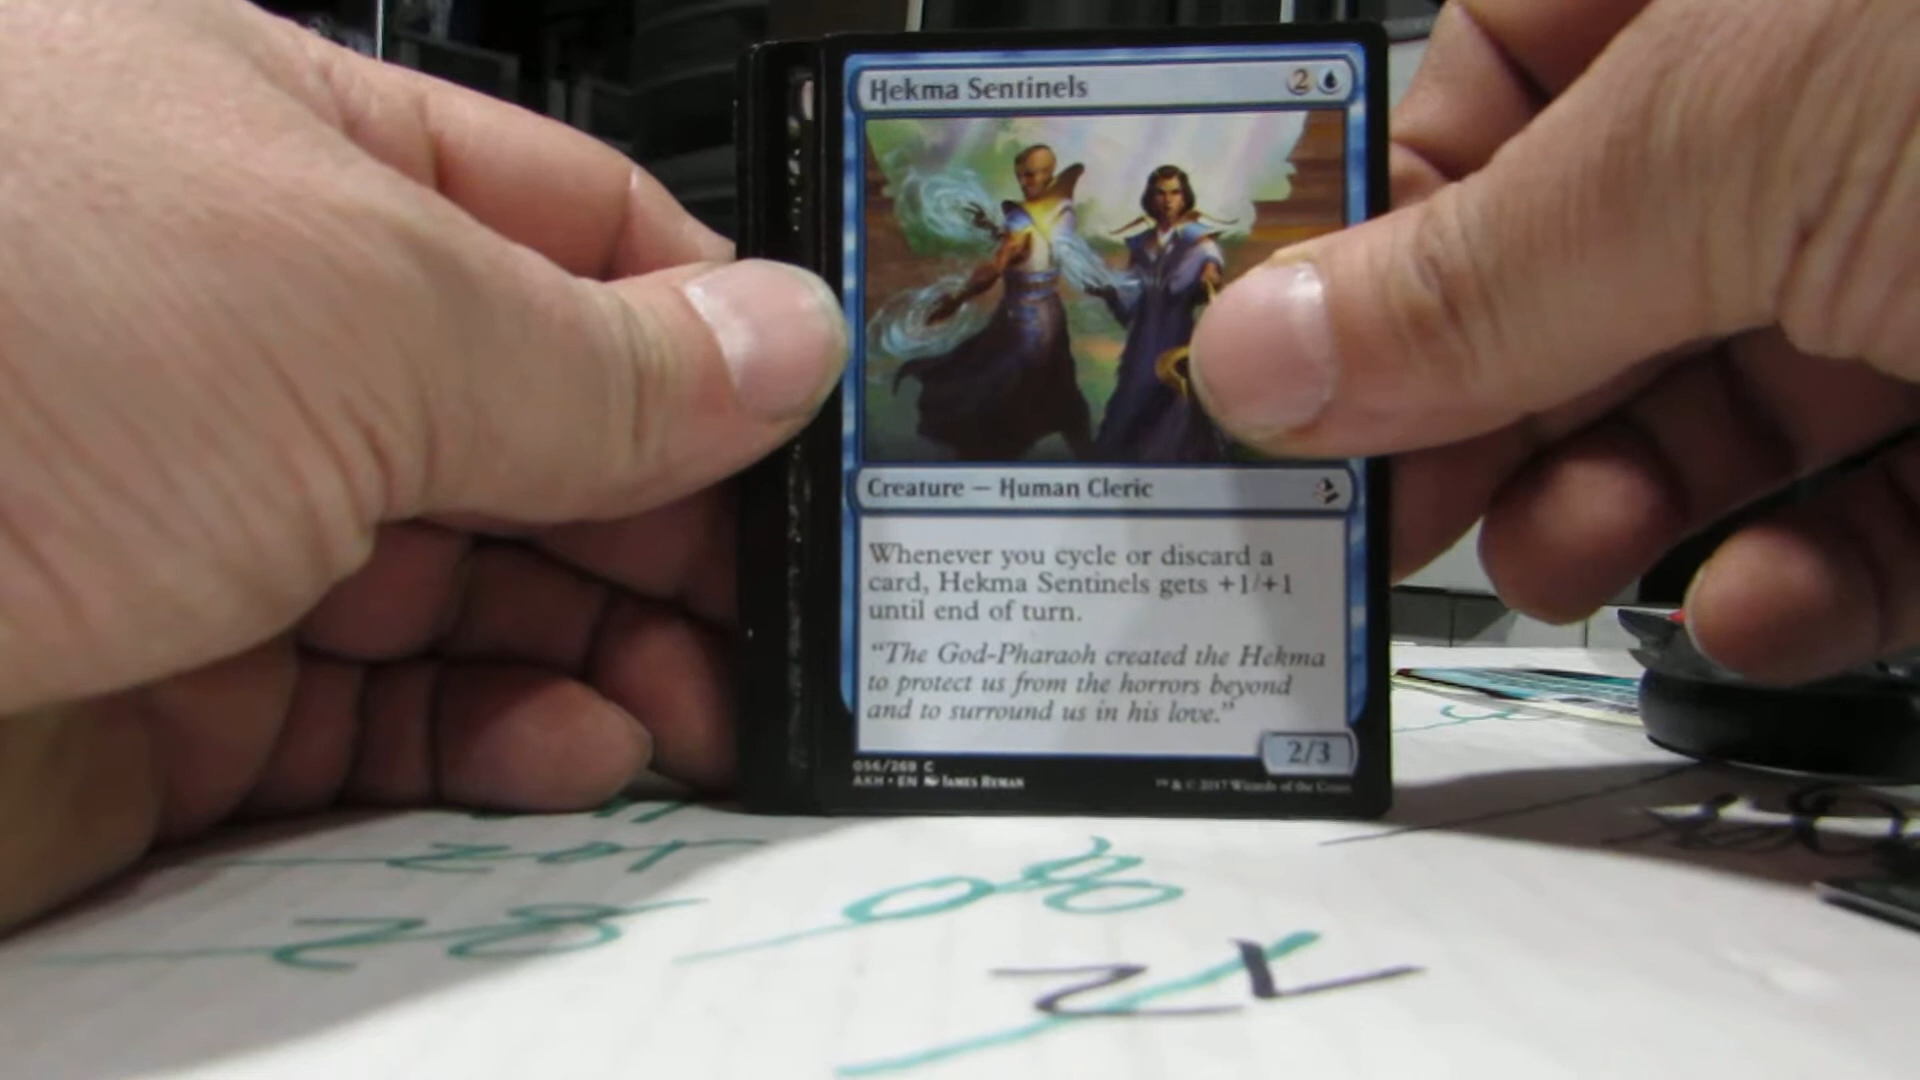 Hekma Sentinels 2
Creature — Human Cleric
Whenever you cycle or discard a
card, Hekma Sentinels gets +1/+1
until end of turn.
"The God-Pharaoh created the Hekma
to protect us from the horrors beyond
and to surround us in his love."
2/3
056/269 C
AKH • EN James Ryman
™ & © 2017 Wizards of the Coast